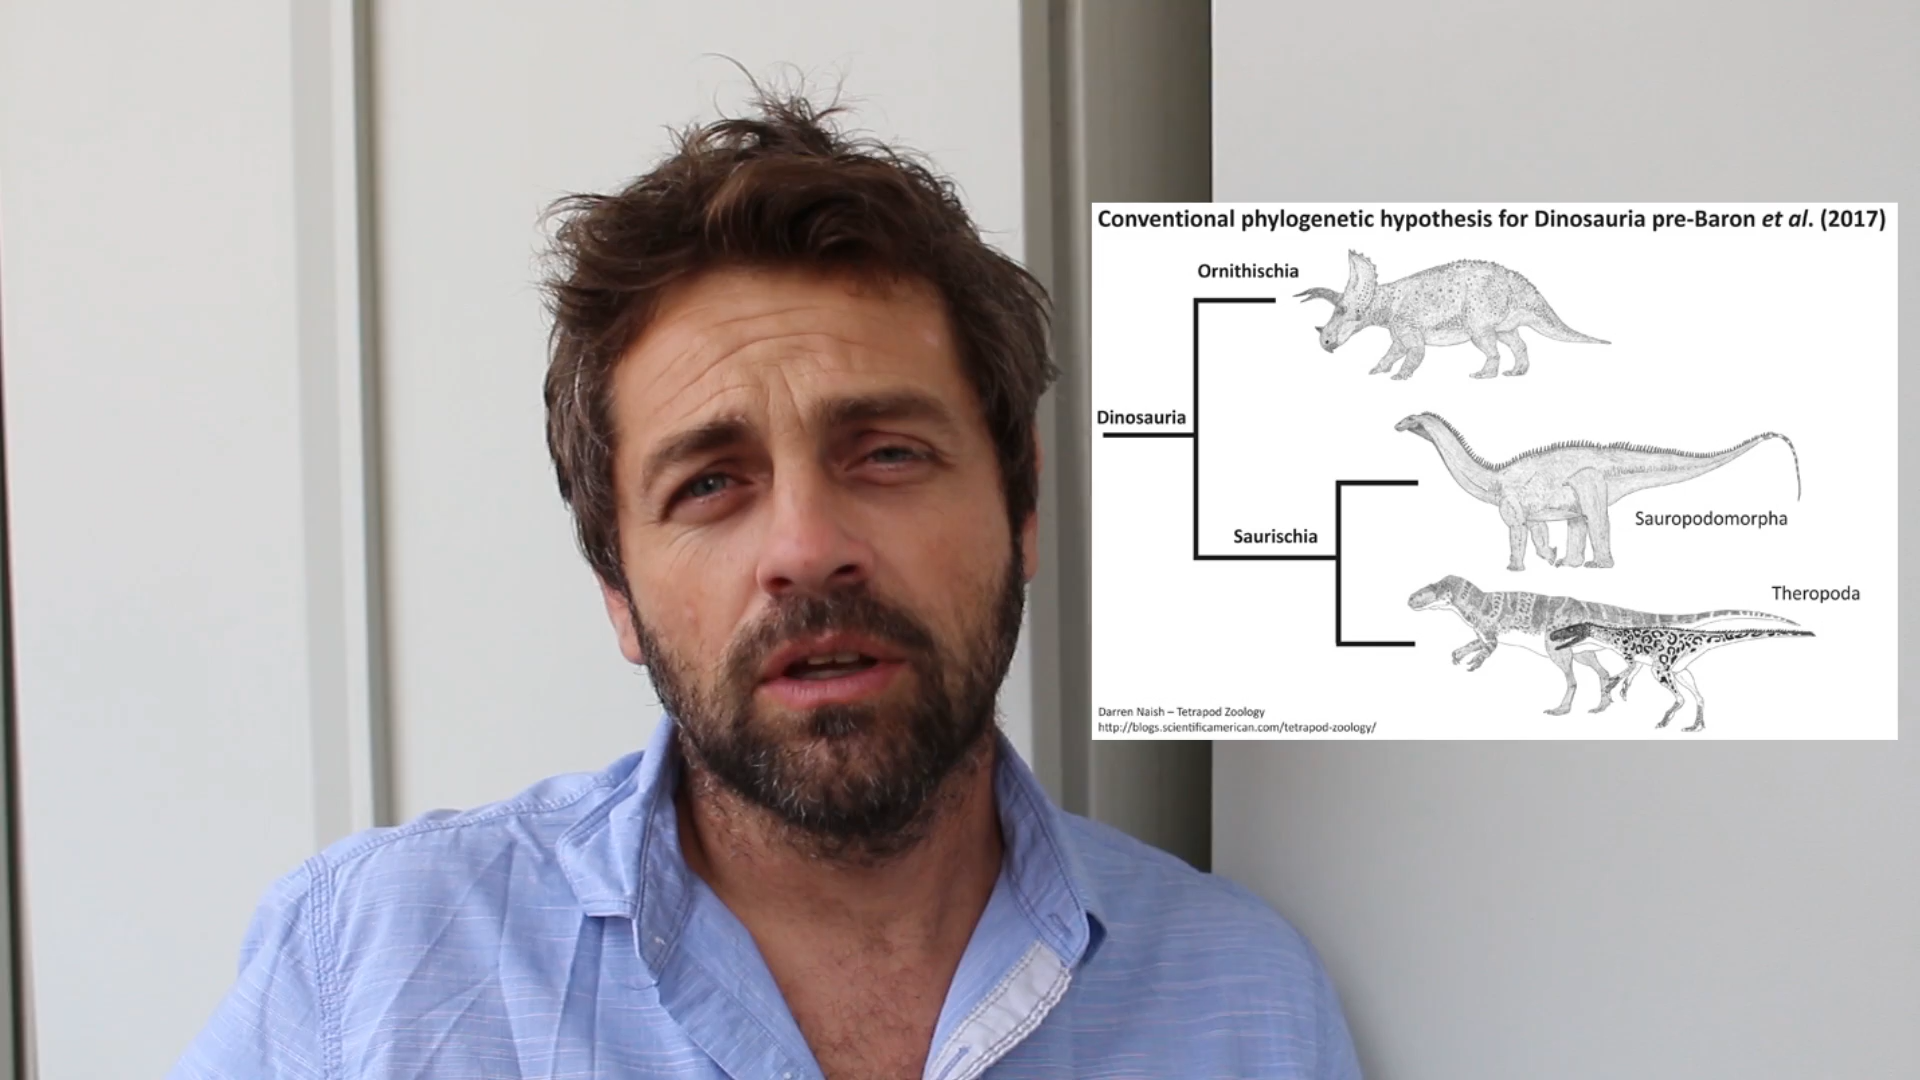 Conventional phylogenetic hypothesis for Dinosauria pre-Baron et al. (2017)
Ornithischia
Dinosauria
Sauropodomorpha
Saurischia
Theropoda
Darren Naish – Tetrapod Zoology
http://blogs.scientificamerican.com/tetrapod-zoology/